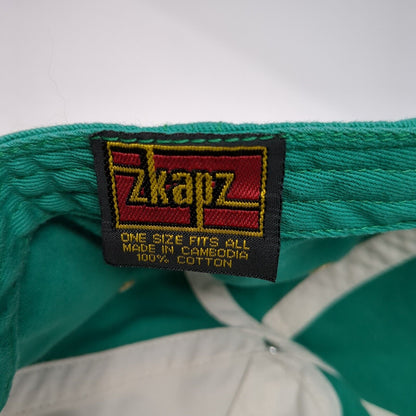 zkapz
ONE SIZE FITS ALL
MADE IN CAMBODIA
100% COTTON